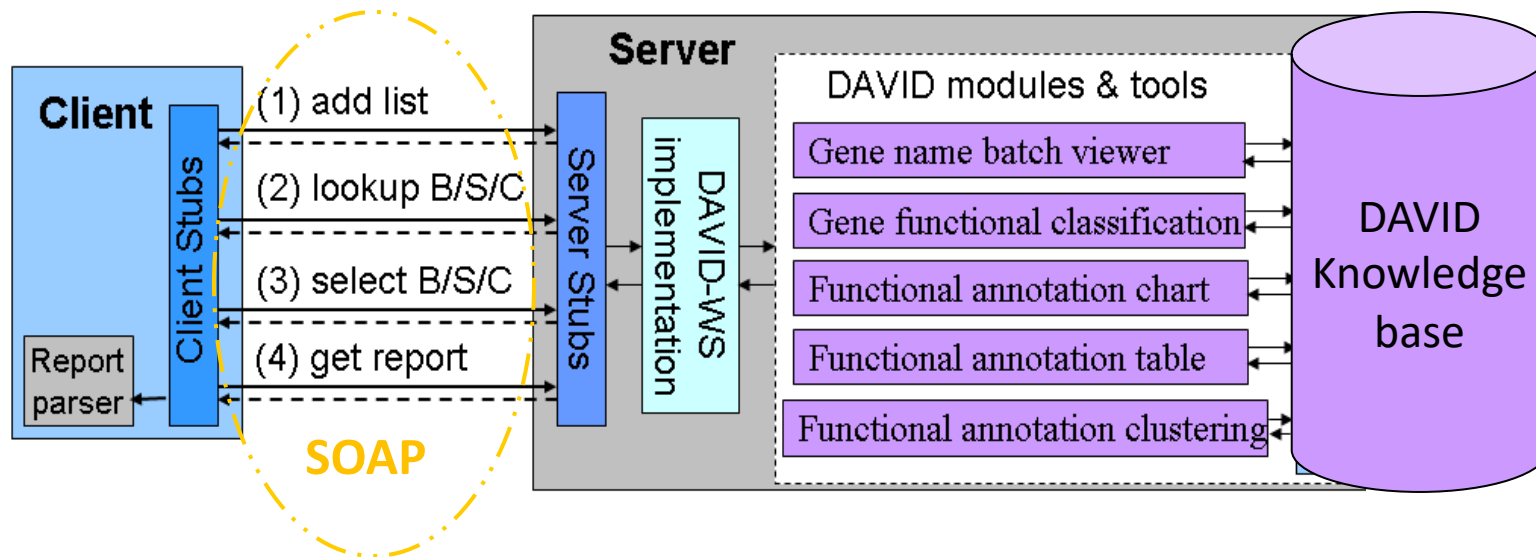 Client
Client Stubs
Report
parser
(1) add list
(2) lookup B/S/C
(3) select B/S/C
(4) get report
SOAP
Server
Server Stubs
DAVID-WS
implementation
DAVID modules & tools
Gene name batch viewer
Gene functional classification
Functional annotation chart
Functional annotation table
Functional annotation clustering
DAVID
Knowledge
base